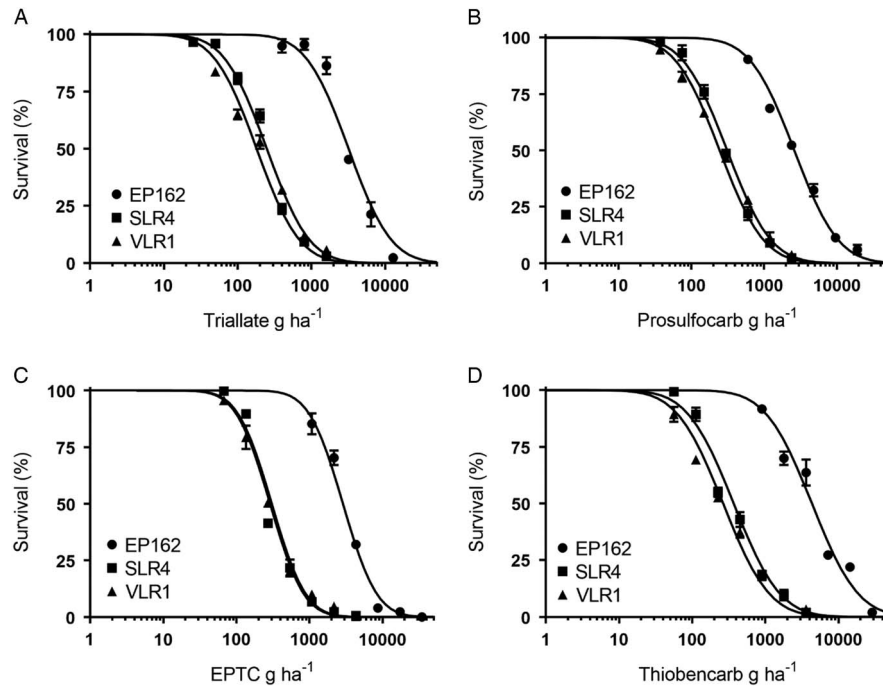 A
Survival (%)
100
75
50
25
0
EP162
SLR4
VLR1
1 10 100 1000 10000
Triallate g ha⁻¹
B
Survival (%)
100
75
50
25
0
EP162
SLR4
VLR1
1 10 100 1000 10000
Prosulfocarb g ha⁻¹
C
Survival (%)
100
75
50
25
0
EP162
SLR4
VLR1
1 10 100 1000 10000
EPTC g ha⁻¹
D
Survival (%)
100
75
50
25
0
EP162
SLR4
VLR1
1 10 100 1000 10000
Thiobencarb g ha⁻¹